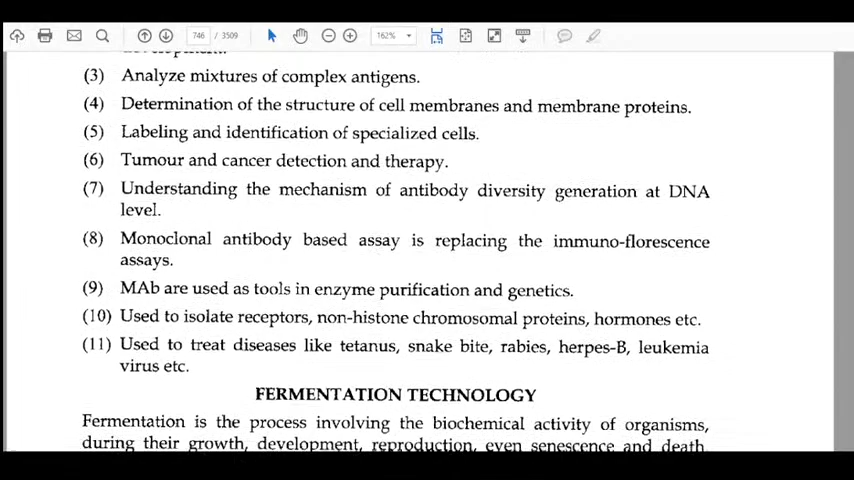 746 / 3509
162%
(3) Analyze mixtures of complex antigens.
(4) Determination of the structure of cell membranes and membrane proteins.
(5) Labeling and identification of specialized cells.
(6) Tumour and cancer detection and therapy.
(7) Understanding the mechanism of antibody diversity generation at DNA
level.
(8) Monoclonal antibody based assay is replacing the immuno-florescence
assays.
(9) MAb are used as tools in enzyme purification and genetics.
(10) Used to isolate receptors, non-histone chromosomal proteins, hormones etc.
(11) Used to treat diseases like tetanus, snake bite, rabies, herpes-B, leukemia
virus etc.
FERMENTATION TECHNOLOGY
Fermentation is the process involving the biochemical activity of organisms,
during their growth, development, reproduction, even senescence and death.